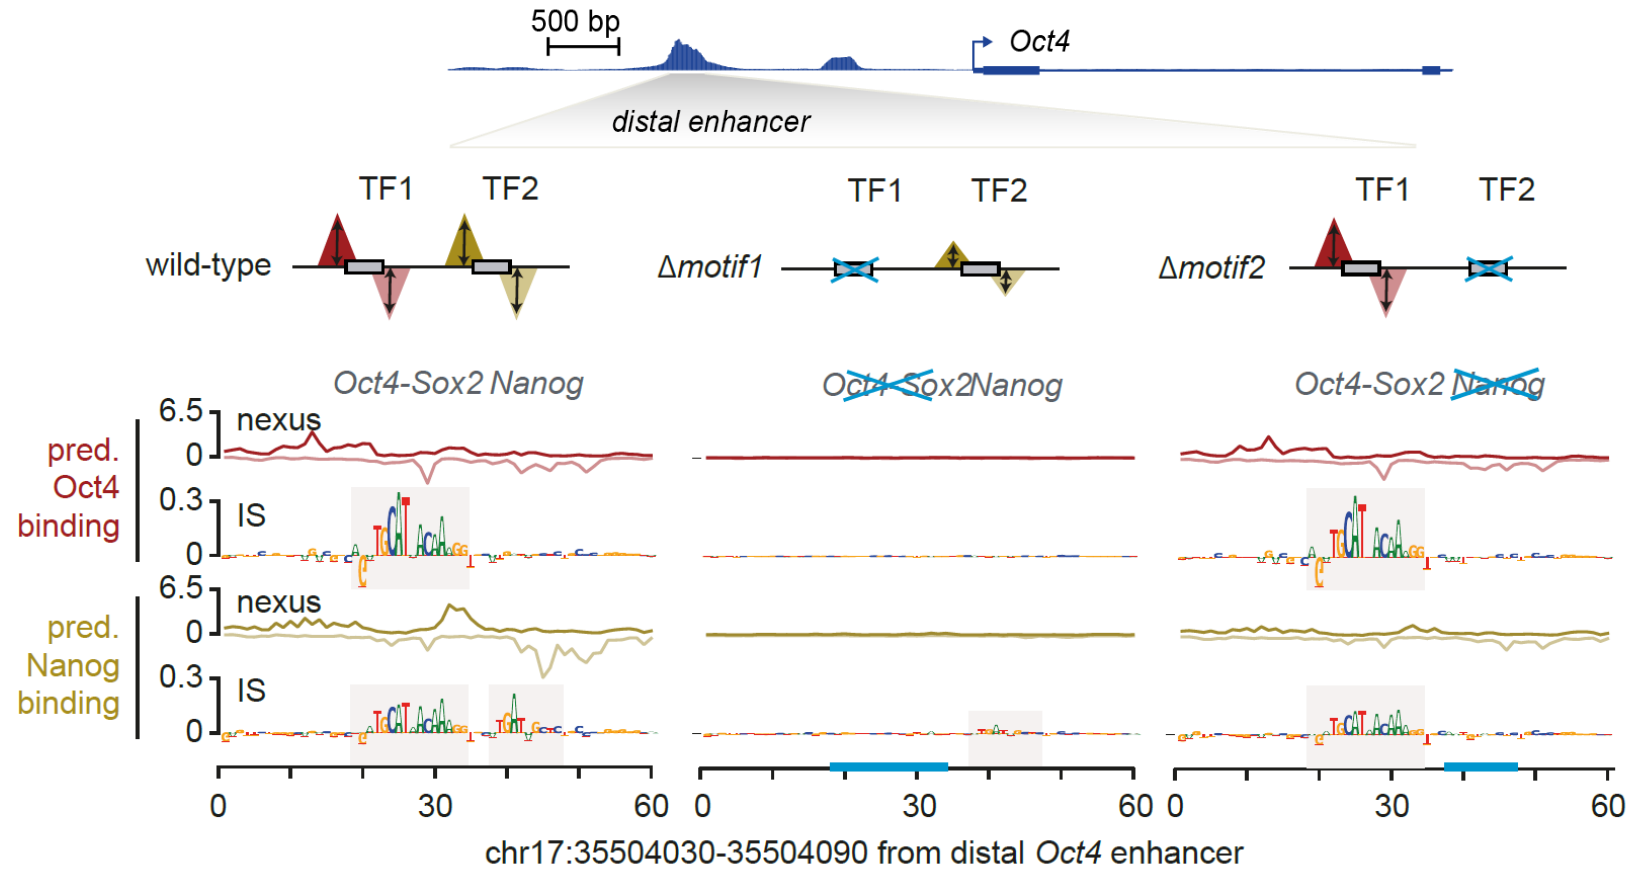 500 bp
Oct4
distal enhancer
TF1 TF2
TF1 TF2
TF1 TF2
wild-type
Δmotif1
Δmotif2
Oct4-Sox2 Nanog
Oct4-Sox2Nanog
Oct4-Sox2 Nanog
pred.
Oct4
binding
6.5
nexus
0
0.3
IS
0
pred.
Nanog
binding
6.5
nexus
0
0.3
IS
0
0 30 60
0 30 60
0 30 60
chr17:35504030-35504090 from distal Oct4 enhancer